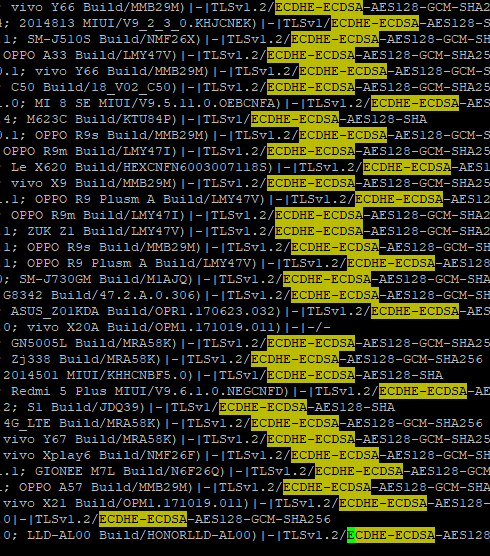 vivo Y66 Build/MMB29M)|-|TLSv1.2/ECDHE-ECDSA-AES128-GCM-SHA2
4; 2014813 MIUI/V9_2_3_0.KHJCNEK)|-|TLSv1/ECDHE-ECDSA-AES128-
1; SM-J510S Build/NMF26X)|-|TLSv1.2/ECDHE-ECDSA-AES128-GCM-SH
OPPO A33 Build/LMY47V)|-|TLSv1.2/ECDHE-ECDSA-AES128-GCM-SHA25
0.1; vivo Y66 Build/MMB29M)|-|TLSv1.2/ECDHE-ECDSA-AES128-GCM-
C50 Build/18_V02_C50)|-|TLSv1.2/ECDHE-ECDSA-AES128-GCM-SHA25
1.0; MI 8 SE MIUI/V9.5.11.0.OEBCNFA)|-|TLSv1.2/ECDHE-ECDSA-AES
4; M623C Build/KTU84P)|-|TLSv1/ECDHE-ECDSA-AES128-SHA
0.1; OPPO R9s Build/MMB29M)|-|TLSv1.2/ECDHE-ECDSA-AES128-GCM-S
OPPO R9m Build/LMY47I)|-|TLSv1.2/ECDHE-ECDSA-AES128-GCM-SHA25
Le X620 Build/HEXCNFN6003007118S)|-|TLSv1.2/ECDHE-ECDSA-AES1
vivo X9 Build/MMB29M)|-|TLSv1.2/ECDHE-ECDSA-AES128-GCM-SHA25
.1; OPPO R9 Plusm A Build/LMY47V)|-|TLSv1.2/ECDHE-ECDSA-AES128
OPPO R9m Build/LMY47I)|-|TLSv1.2/ECDHE-ECDSA-AES128-GCM-SHA2
1; ZUK Z1 Build/LMY47V)|-|TLSv1.2/ECDHE-ECDSA-AES128-GCM-SHA2
1; OPPO R9s Build/MMB29M)|-|TLSv1.2/ECDHE-ECDSA-AES128-GCM-SH
1; OPPO R9 Plusm A Build/LMY47V)|-|TLSv1.2/ECDHE-ECDSA-AES128
0; SM-J730GM Build/M1AJQ)|-|TLSv1.2/ECDHE-ECDSA-AES128-GCM-SH
G8342 Build/47.2.A.0.306)|-|TLSv1.2/ECDHE-ECDSA-AES128-GCM-SH
ASUS_Z01KDA Build/OPR1.170623.032)|-|TLSv1.2/ECDHE-ECDSA-AES
0; vivo X20A Build/OPM1.171019.011)|-|-/-
GN5005L Build/MRA58K)|-|TLSv1.2/ECDHE-ECDSA-AES128-GCM-SHA25
Zj338 Build/MRA58K)|-|TLSv1.2/ECDHE-ECDSA-AES128-GCM-SHA256
2014501 MIUI/KHHCNBF5.0)|-|TLSv1/ECDHE-ECDSA-AES128-SHA
Redmi 5 Plus MIUI/V9.6.1.0.NEGCNFD)|-|TLSv1.2/ECDHE-ECDSA-AE
2; S1 Build/JDQ39)|-|TLSv1/ECDHE-ECDSA-AES128-SHA
4G_LTE Build/MRA58K)|-|TLSv1.2/ECDHE-ECDSA-AES128-GCM-SHA256
vivo Y67 Build/MRA58K)|-|TLSv1.2/ECDHE-ECDSA-AES128-GCM-SHA25
vivo Xplay6 Build/NMF26F)|-|TLSv1.2/ECDHE-ECDSA-AES128-GCM-SH
.1; GIONEE M7L Build/N6F26Q)|-|TLSv1.2/ECDHE-ECDSA-AES128-GCM
1; OPPO A57 Build/MMB29M)|-|TLSv1.2/ECDHE-ECDSA-AES128-GCM-SH
vivo X21 Build/OPM1.171019.011)|-|TLSv1.2/ECDHE-ECDSA-AES128
0|-|TLSv1.2/ECDHE-ECDSA-AES128-GCM-SHA256
0; LLD-AL00 Build/HONORLLD-AL00)|-|TLSv1.2/ECDHE-ECDSA-AES128